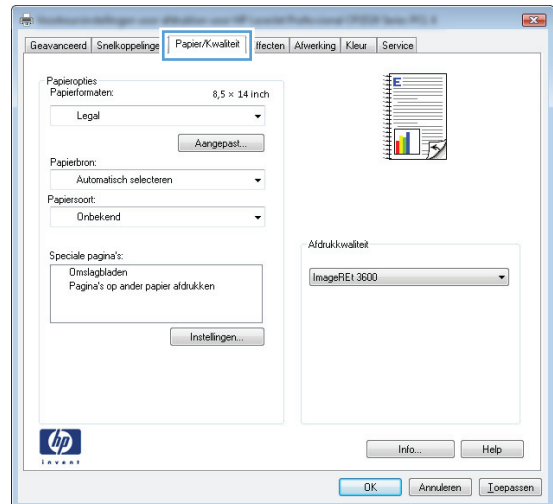 Geavanceerd Snelkoppelinge Papier/Kwaliteit ffecten Afwerking Kleur Service
Papieropties
Papierformaten: 8,5 × 14 inch
Legal
Aangepast...
Papierbron:
Automatisch selecteren
Papiersoort:
Onbekend
Speciale pagina's:
Omslagbladen
Pagina's op ander papier afdrukken
Instellingen...
E
Afdrukkwaliteit
ImageREt 3600
hp
invent
Info... Help
OK Annuleren Toepassen